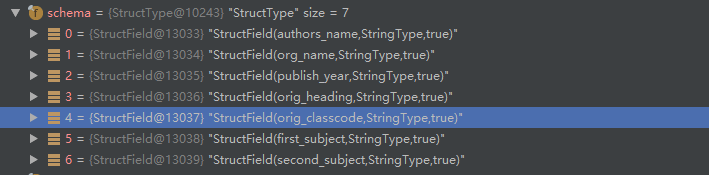 schema = {StructType@10243} "StructType" size = 7
0 = {StructField@13033} "StructField(authors_name,StringType,true)"
1 = {StructField@13034} "StructField(org_name,StringType,true)"
2 = {StructField@13035} "StructField(publish_year,StringType,true)"
3 = {StructField@13036} "StructField(orig_heading,StringType,true)"
4 = {StructField@13037} "StructField(orig_classcode,StringType,true)"
5 = {StructField@13038} "StructField(first_subject,StringType,true)"
6 = {StructField@13039} "StructField(second_subject,StringType,true)"